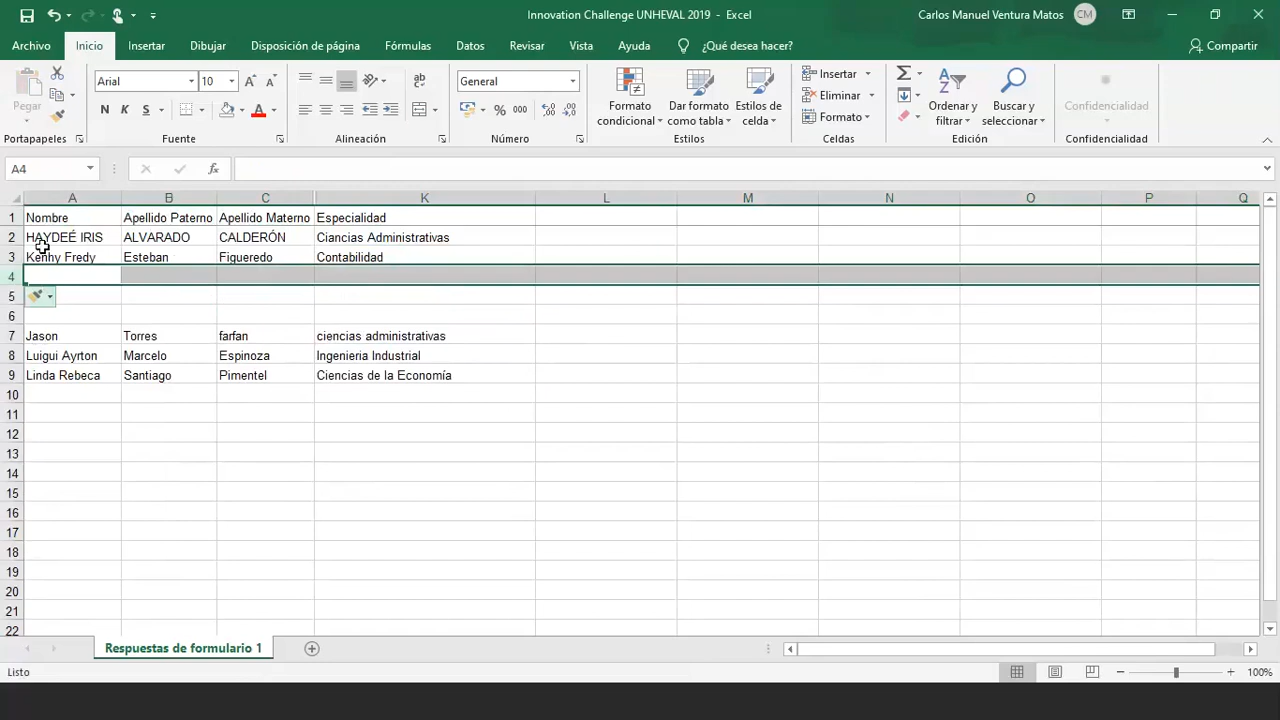 Innovation Challenge UNHEVAL 2019 - Excel
Carlos Manuel Ventura Matos
CM
Archivo Inicio Insertar Dibujar Disposición de página Fórmulas Datos Revisar Vista Ayuda ¿Qué desea hacer? Compartir
Pegar
Arial 10
N K S
ab
General
% 000
Formato condicional
Dar formato como tabla
Estilos de celda
Insertar
Eliminar
Formato
Ordenar y filtrar
Buscar y seleccionar
Confidencialidad
Portapapeles Fuente Alineación Número Estilos Celdas Edición Confidencialidad
A4 fx
A B C K L M N O P Q
1 Nombre Apellido Paterno Apellido Materno Especialidad
2 HAYDEÉ IRIS ALVARADO CALDERÓN Ciancias Administrativas
3 Kenny Fredy Esteban Figueredo Contabilidad
4
5
6
7 Jason Torres farfan ciencias administrativas
8 Luigui Ayrton Marcelo Espinoza Ingenieria Industrial
9 Linda Rebeca Santiago Pimentel Ciencias de la Economía
10
11
12
13
14
15
16
17
18
19
20
21
22
Respuestas de formulario 1
Listo
100%